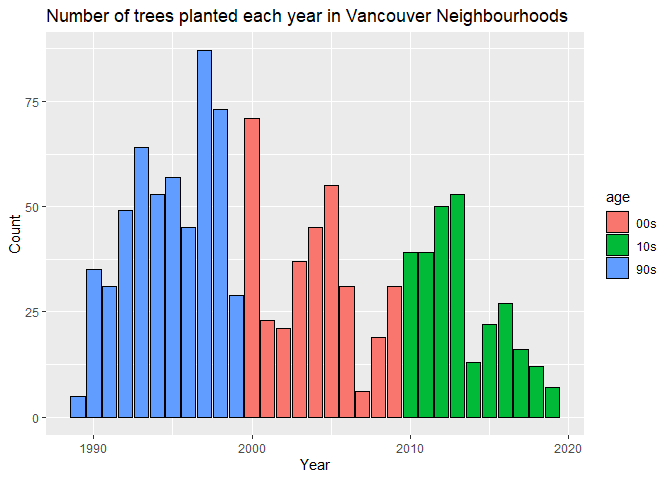 Number of trees planted each year in Vancouver Neighbourhoods
75
50
25
0
Count
1990
2000
2010
2020
Year
age
00s
10s
90s